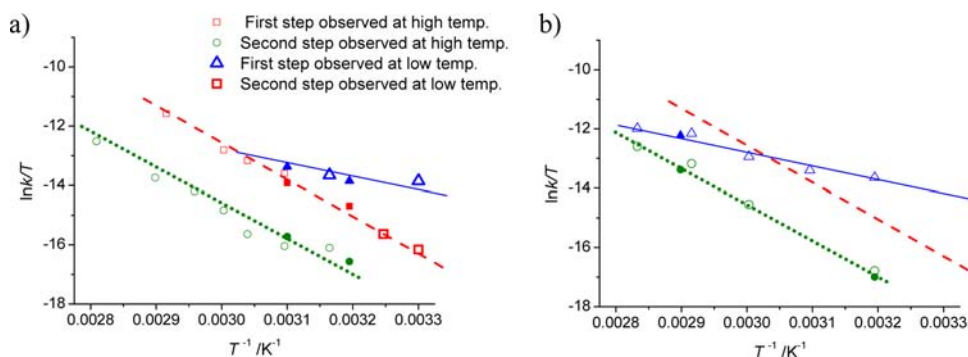 a)
First step observed at high temp.
Second step observed at high temp.
First step observed at low temp.
Second step observed at low temp.
lnk/T
-10
-12
-14
-16
-18
0.0028 0.0029 0.0030 0.0031 0.0032 0.0033
T⁻¹ /K⁻¹
b)
lnk/T
-10
-12
-14
-16
-18
0.0028 0.0029 0.0030 0.0031 0.0032 0.0033
T⁻¹ /K⁻¹